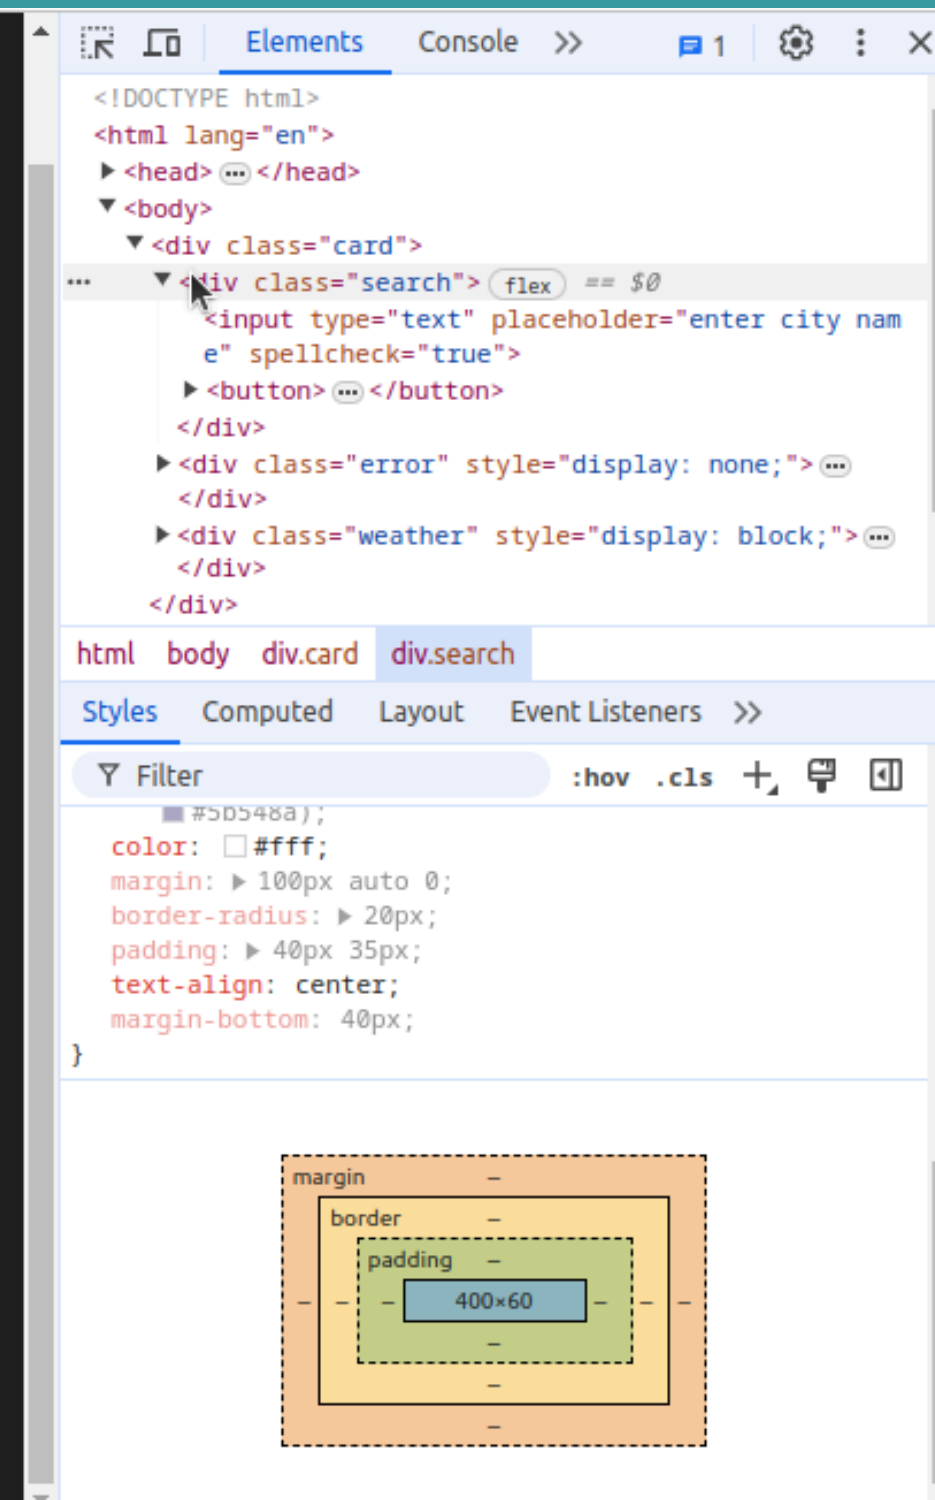 Elements Console 1
<!DOCTYPE html>
<html lang="en">
<head> ••• </head>
<body>
<div class="card">
••• <div class="search"> flex == $0
<input type="text" placeholder="enter city nam
e" spellcheck="true">
<button> ••• </button>
</div>
<div class="error" style="display: none;"> •••
</div>
<div class="weather" style="display: block;"> •••
</div>
</div>
html body div.card div.search
Styles Computed Layout Event Listeners
Filter :hov .cls
#5b548a);
color: #fff;
margin: 100px auto 0;
border-radius: 20px;
padding: 40px 35px;
text-align: center;
margin-bottom: 40px;
}
margin –
border –
padding –
– – – 400×60 – – –
–
–
–